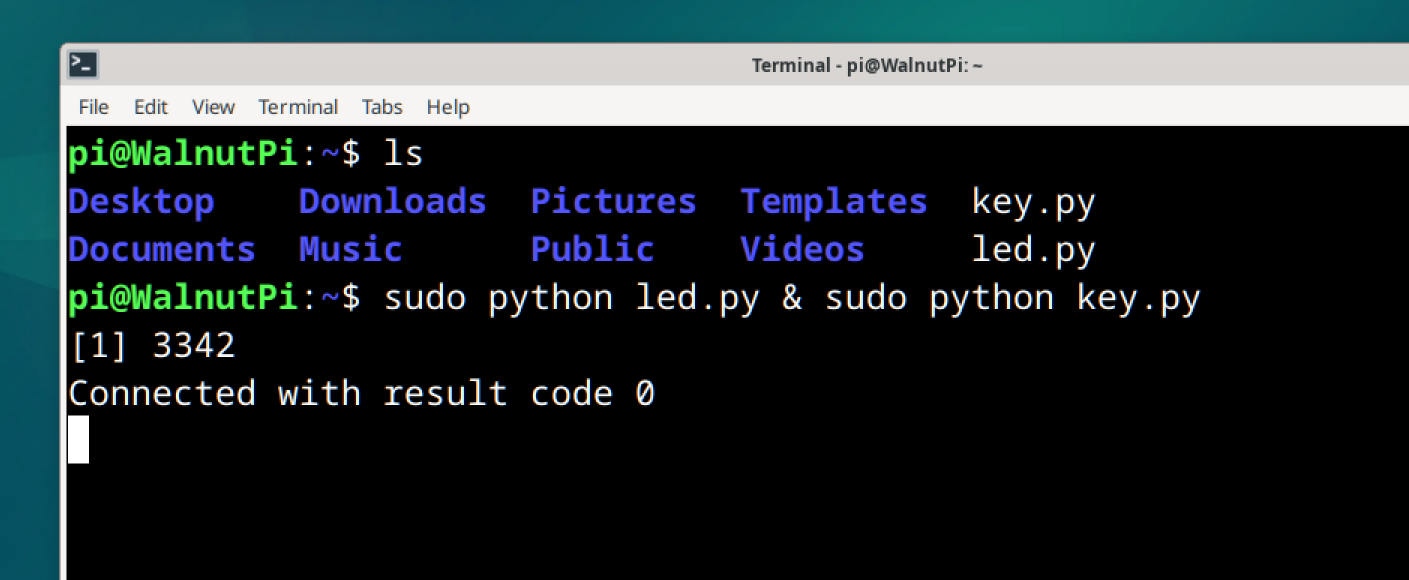 Terminal - pi@WalnutPi: ~
File Edit View Terminal Tabs Help
pi@WalnutPi:~$ ls
Desktop Downloads Pictures Templates key.py
Documents Music Public Videos led.py
pi@WalnutPi:~$ sudo python led.py & sudo python key.py
[1] 3342
Connected with result code 0